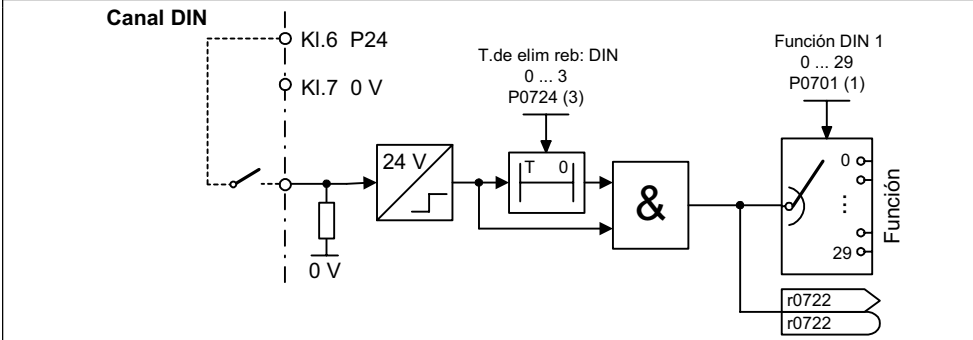 Canal DIN
Kl.6 P24
Kl.7 0 V
T.de elim reb: DIN
0 ... 3
P0724 (3)
Función DIN 1
0 ... 29
P0701 (1)
24 V
T 0
&
0
⋮
29
Función
0 V
r0722
r0722